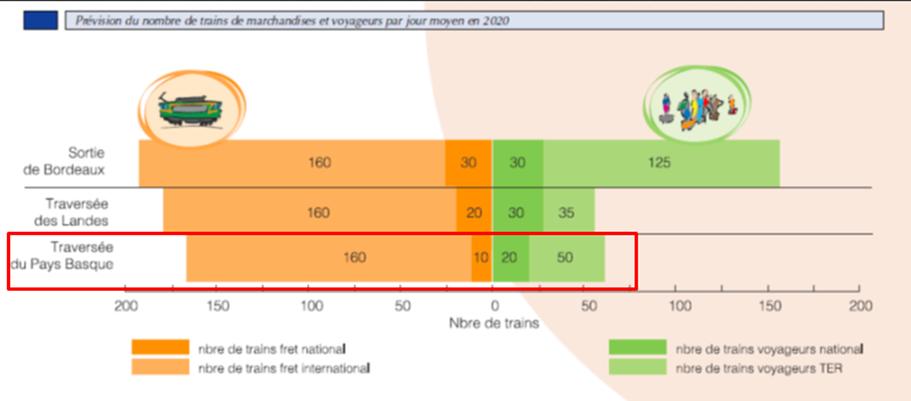 Prévision du nombre de trains de marchandises et voyageurs par jour moyen en 2020
Sortie
de Bordeaux
160 30 30 125
Traversée
des Landes
160 20 30 35
Traversée
du Pays Basque
160 10 20 50
200 150 100 50 0 50 100 150 200
Nbre de trains
nbre de trains fret national
nbre de trains fret international
nbre de trains voyageurs national
nbre de trains voyageurs TER